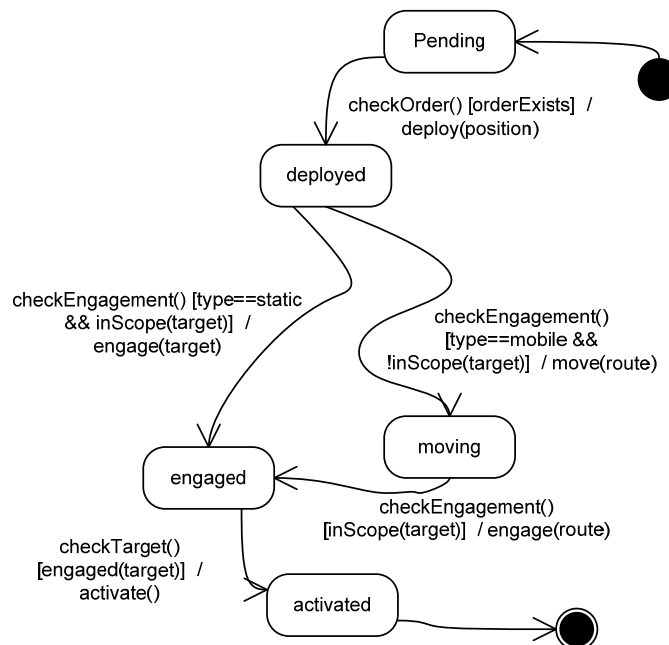 Pending
checkOrder() [orderExists] /
deploy(position)
deployed
checkEngagement() [type==static
&& inScope(target)] /
engage(target)
checkEngagement()
[type==mobile &&
!inScope(target)] / move(route)
moving
engaged
checkEngagement()
[inScope(target)] / engage(route)
checkTarget()
[engaged(target)] /
activate()
activated